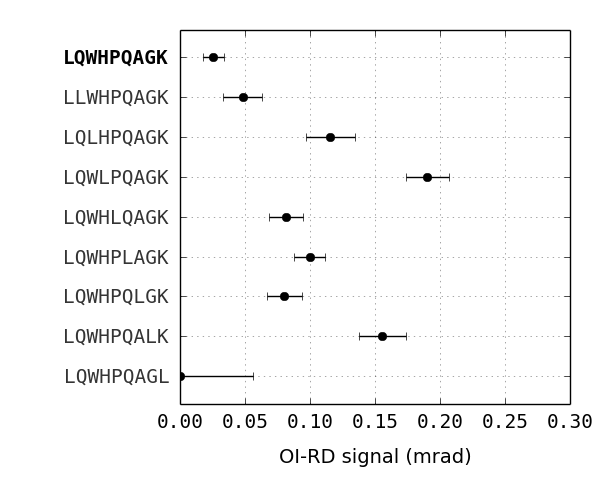 LQWHPQAGK
LLWHPQAGK
LQLHPQAGK
LQWLPQAGK
LQWHLQAGK
LQWHPLAGK
LQWHPQLGK
LQWHPQALK
LQWHPQAGL
0.00 0.05 0.10 0.15 0.20 0.25 0.30
OI-RD signal (mrad)